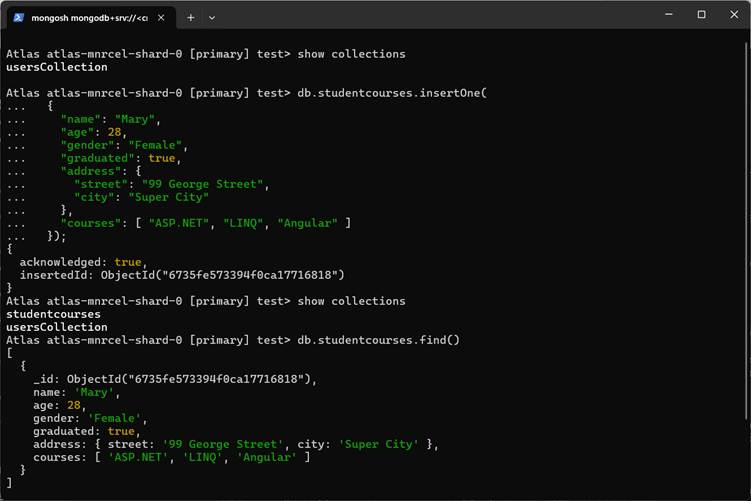 mongosh mongodb+srv://<cr
Atlas atlas-mnrcel-shard-0 [primary] test> show collections
usersCollection
Atlas atlas-mnrcel-shard-0 [primary] test> db.studentcourses.insertOne(
...   {
...     "name": "Mary",
...     "age": 28,
...     "gender": "Female",
...     "graduated": true,
...     "address": {
...       "street": "99 George Street",
...       "city": "Super City"
...     },
...     "courses": [ "ASP.NET", "LINQ", "Angular" ]
...   });
{
  acknowledged: true,
  insertedId: ObjectId("6735fe573394f0ca17716818")
}
Atlas atlas-mnrcel-shard-0 [primary] test> show collections
studentcourses
usersCollection
Atlas atlas-mnrcel-shard-0 [primary] test> db.studentcourses.find()
[
  {
    _id: ObjectId("6735fe573394f0ca17716818"),
    name: 'Mary',
    age: 28,
    gender: 'Female',
    graduated: true,
    address: { street: '99 George Street', city: 'Super City' },
    courses: [ 'ASP.NET', 'LINQ', 'Angular' ]
  }
]